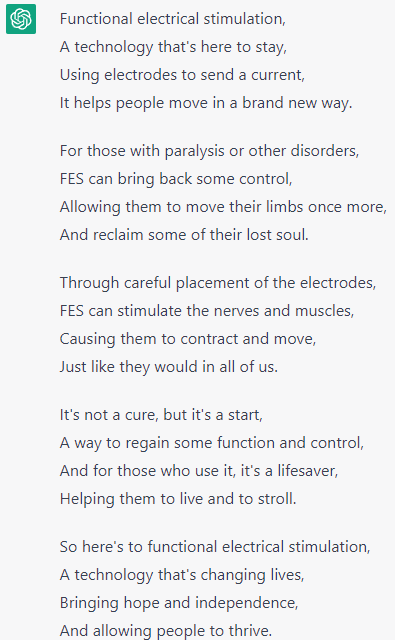 Functional electrical stimulation,
A technology that's here to stay,
Using electrodes to send a current,
It helps people move in a brand new way.
For those with paralysis or other disorders,
FES can bring back some control,
Allowing them to move their limbs once more,
And reclaim some of their lost soul.
Through careful placement of the electrodes,
FES can stimulate the nerves and muscles,
Causing them to contract and move,
Just like they would in all of us.
It's not a cure, but it's a start,
A way to regain some function and control,
And for those who use it, it's a lifesaver,
Helping them to live and to stroll.
So here's to functional electrical stimulation,
A technology that's changing lives,
Bringing hope and independence,
And allowing people to thrive.